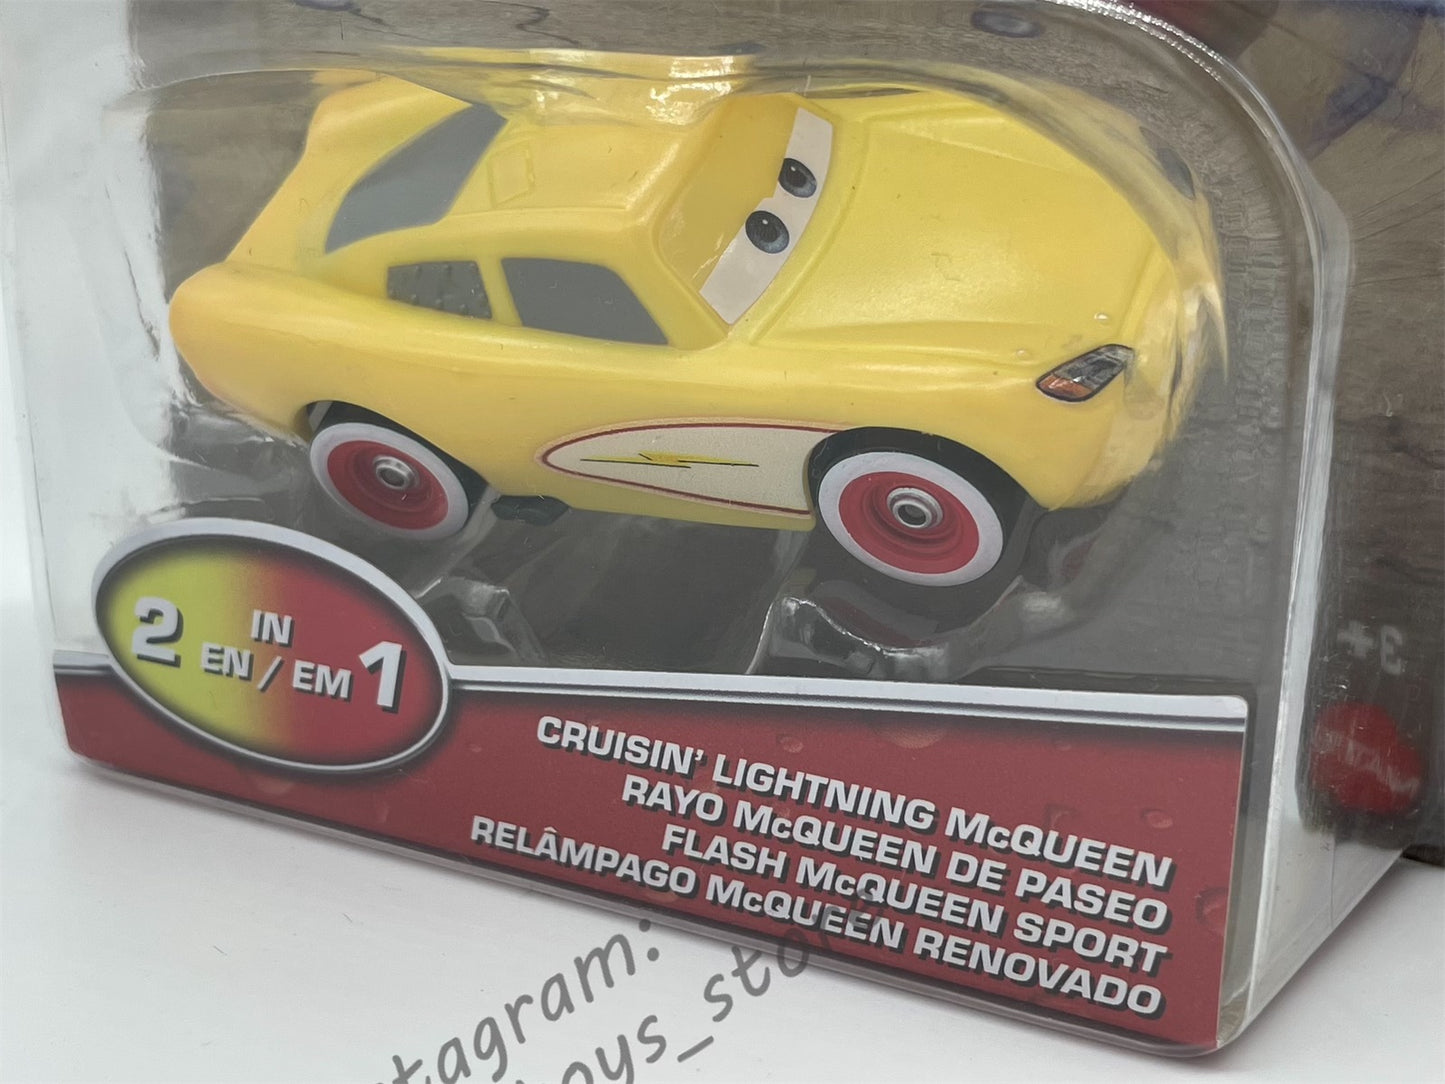 2 IN EN / EM 1
3+
CRUISIN' LIGHTNING McQUEEN
RAYO McQUEEN DE PASEO
FLASH McQUEEN SPORT
RELÂMPAGO McQUEEN RENOVADO